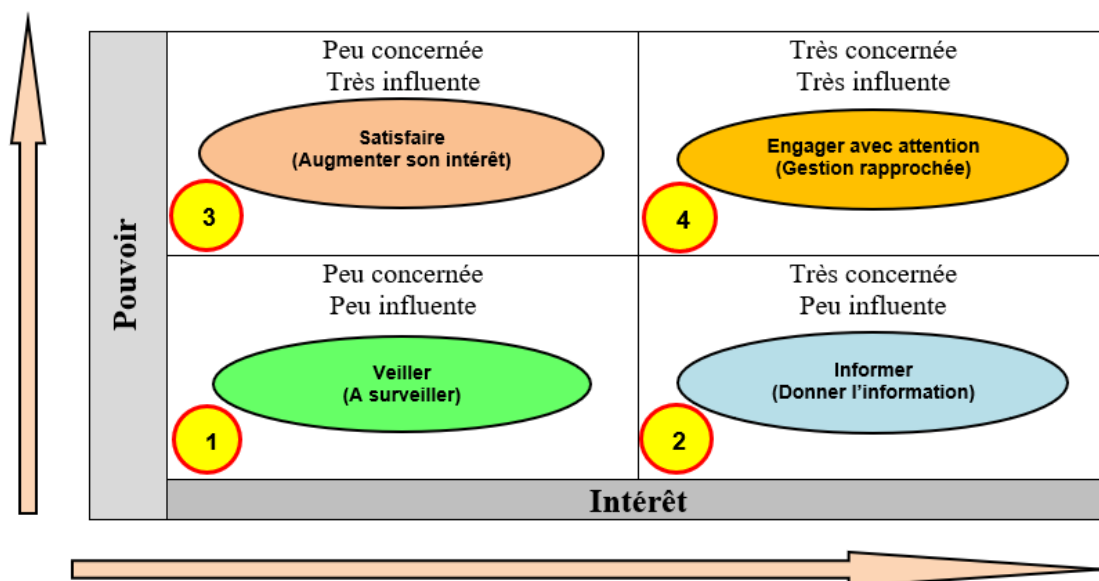 Pouvoir
Peu concernée
Très influente
Satisfaire
(Augmenter son intérêt)
3
Très concernée
Très influente
Engager avec attention
(Gestion rapprochée)
4
Peu concernée
Peu influente
Veiller
(A surveiller)
1
Très concernée
Peu influente
Informer
(Donner l’information)
2
Intérêt